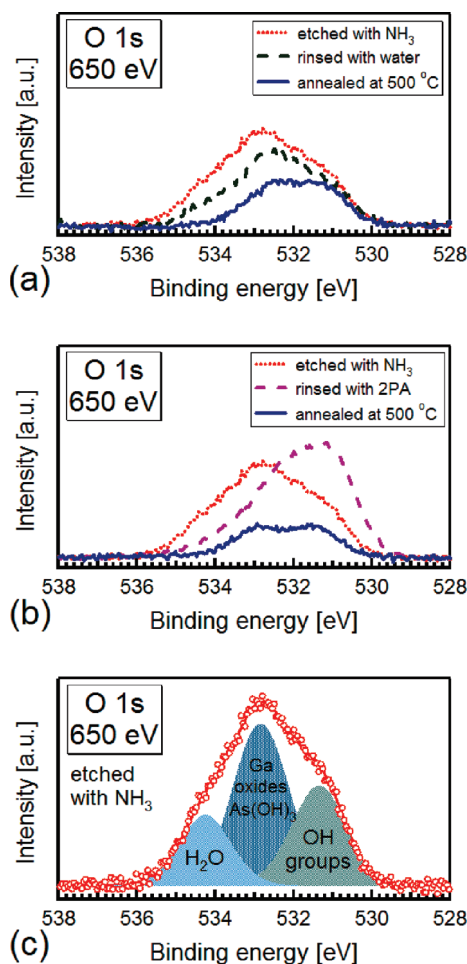 O 1s
650 eV
etched with NH₃
rinsed with water
annealed at 500 °C
Intensity [a.u.]
538 536 534 532 530 528
Binding energy [eV]
(a)
O 1s
650 eV
etched with NH₃
rinsed with 2PA
annealed at 500 °C
Intensity [a.u.]
538 536 534 532 530 528
Binding energy [eV]
(b)
O 1s
650 eV
etched
with NH₃
Ga
oxides
As(OH)₃
H₂O
OH
groups
Intensity [a.u.]
538 536 534 532 530 528
Binding energy [eV]
(c)